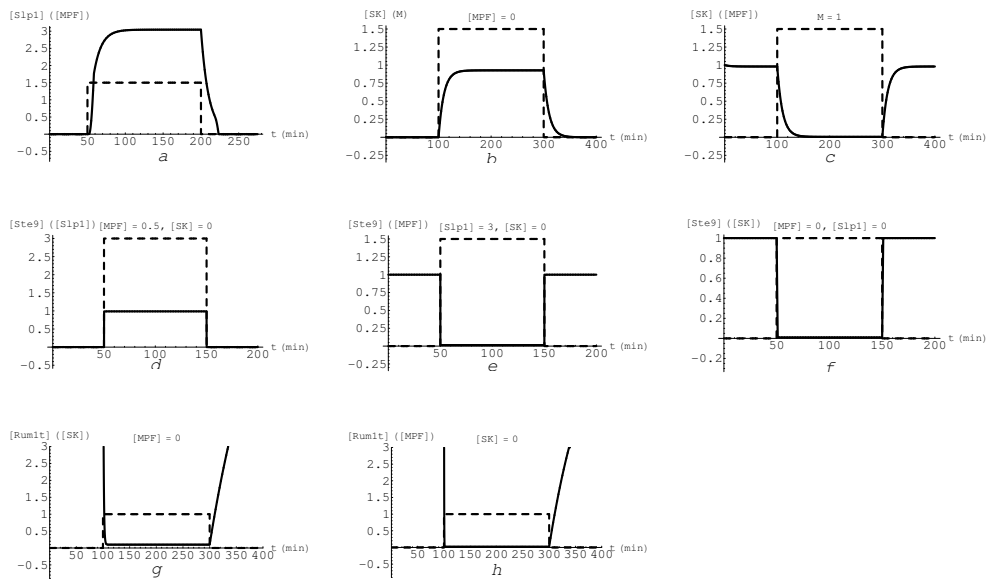 [Slp1] ([MPF])
3
2.5
2
1.5
1
0.5
-0.5
50 100 150 200 250
t (min)
a
[SK] (M)
[MPF] = 0
1.5
1.25
1
0.75
0.5
0.25
-0.25
100 200 300 400
t (min)
b
[SK] ([MPF])
M = 1
1.5
1.25
1
0.75
0.5
0.25
-0.25
100 200 300 400
t (min)
c
[Ste9] ([Slp1])
[MPF] = 0.5, [SK] = 0
3
2.5
2
1.5
1
0.5
-0.5
50 100 150 200
t (min)
d
[Ste9] ([MPF])
[Slp1] = 3, [SK] = 0
1.5
1.25
1
0.75
0.5
0.25
-0.25
50 100 150 200
t (min)
e
[Ste9] ([SK])
[MPF] = 0, [Slp1] = 0
1
0.8
0.6
0.4
0.2
-0.2
50 100 150 200
t (min)
f
[Rum1t] ([SK])
[MPF] = 0
3
2.5
2
1.5
1
0.5
50 100 150 200 250 300 350 400
t (min)
g
[Rum1t] ([MPF])
[SK] = 0
3
2.5
2
1.5
1
0.5
50 100 150 200 250 300 350 400
t (min)
h